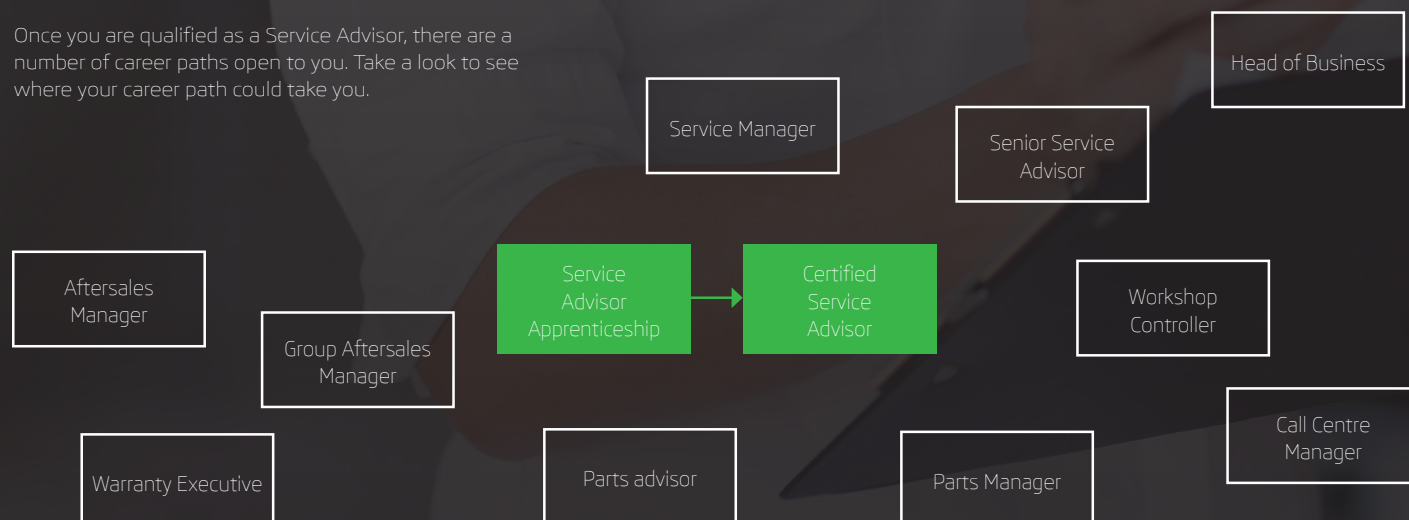 Once you are qualified as a Service Advisor, there are a
number of career paths open to you. Take a look to see
where your career path could take you.
Head of Business
Service Manager
Senior Service
Advisor
Aftersales
Manager
Group Aftersales
Manager
Service
Advisor
Apprenticeship
Certified
Service
Advisor
Workshop
Controller
Call Centre
Manager
Warranty Executive
Parts advisor
Parts Manager